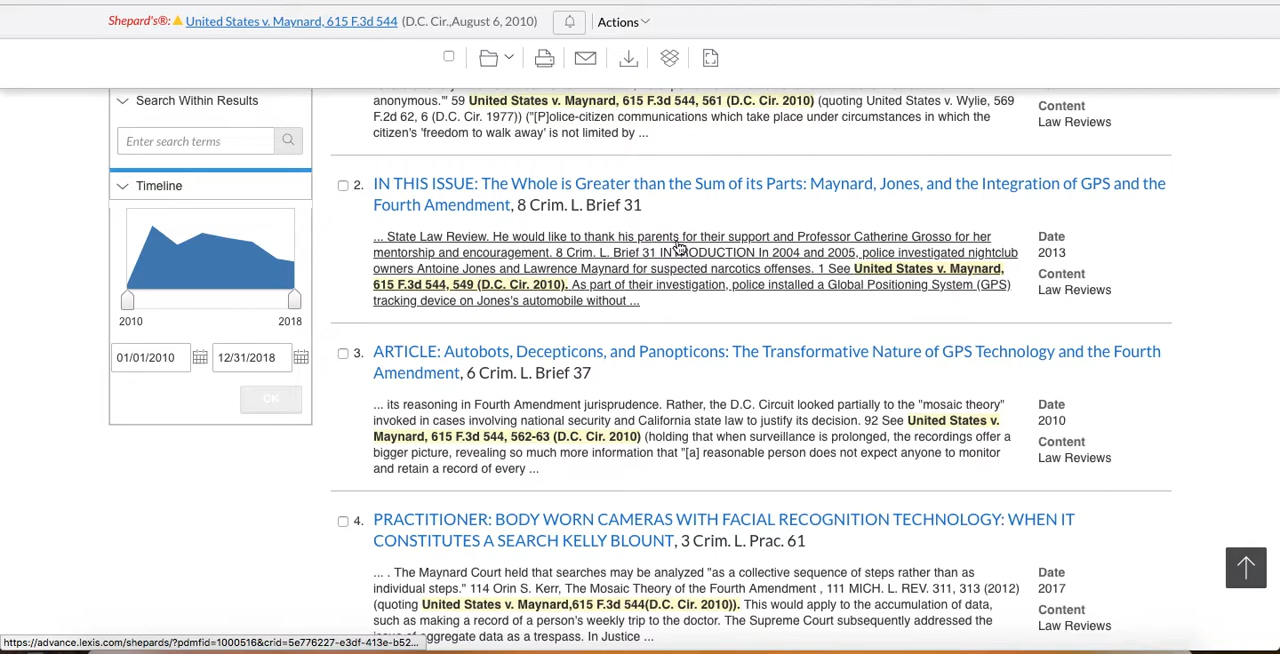 Shepard's®: United States v. Maynard, 615 F.3d 544 (D.C. Cir.,August 6, 2010) Actions
Search Within Results
Enter search terms
Timeline
2010 2018
01/01/2010 12/31/2018
OK
anonymous.'" 59 United States v. Maynard, 615 F.3d 544, 561 (D.C. Cir. 2010) (quoting United States v. Wylie, 569
F.2d 62, 6 (D.C. Cir. 1977)) ("[P]olice-citizen communications which take place under circumstances in which the
citizen's 'freedom to walk away' is not limited by ...
Content
Law Reviews
2. IN THIS ISSUE: The Whole is Greater than the Sum of its Parts: Maynard, Jones, and the Integration of GPS and the
Fourth Amendment, 8 Crim. L. Brief 31
... State Law Review. He would like to thank his parents for their support and Professor Catherine Grosso for her
mentorship and encouragement. 8 Crim. L. Brief 31 INTRODUCTION In 2004 and 2005, police investigated nightclub
owners Antoine Jones and Lawrence Maynard for suspected narcotics offenses. 1 See United States v. Maynard,
615 F.3d 544, 549 (D.C. Cir. 2010). As part of their investigation, police installed a Global Positioning System (GPS)
tracking device on Jones's automobile without ...
Date
2013
Content
Law Reviews
3. ARTICLE: Autobots, Decepticons, and Panopticons: The Transformative Nature of GPS Technology and the Fourth
Amendment, 6 Crim. L. Brief 37
... its reasoning in Fourth Amendment jurisprudence. Rather, the D.C. Circuit looked partially to the "mosaic theory"
invoked in cases involving national security and California state law to justify its decision. 92 See United States v.
Maynard, 615 F.3d 544, 562-63 (D.C. Cir. 2010) (holding that when surveillance is prolonged, the recordings offer a
bigger picture, revealing so much more information that "[a] reasonable person does not expect anyone to monitor
and retain a record of every ...
Date
2010
Content
Law Reviews
4. PRACTITIONER: BODY WORN CAMERAS WITH FACIAL RECOGNITION TECHNOLOGY: WHEN IT
CONSTITUTES A SEARCH KELLY BLOUNT, 3 Crim. L. Prac. 61
... . The Maynard Court held that searches may be analyzed "as a collective sequence of steps rather than as
individual steps." 114 Orin S. Kerr, The Mosaic Theory of the Fourth Amendment , 111 MICH. L. REV. 311, 313 (2012)
(quoting United States v. Maynard,615 F.3d 544(D.C. Cir. 2010)). This would apply to the accumulation of data,
such as making a record of a person's weekly trip to the doctor. The Supreme Court subsequently addressed the
aggregate data as a trespass. In Justice ...
Date
2017
Content
Law Reviews
https://advance.lexis.com/shepards/?pdmfid=1000516&crid=5e776227-e3df-413e-b52...